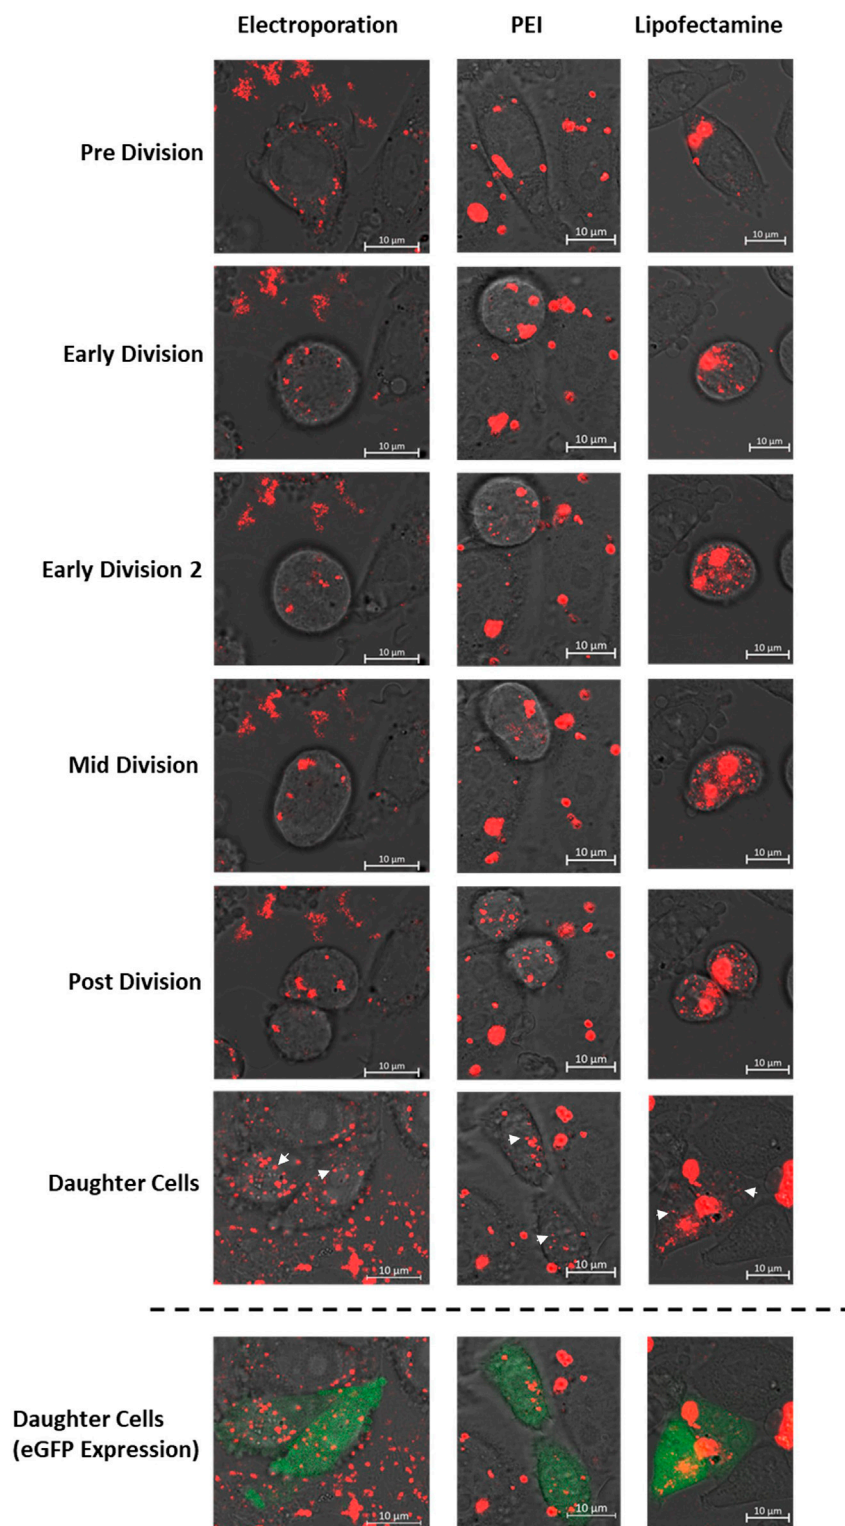 Electroporation PEI Lipofectamine
Pre Division
10 µm 10 µm 10 µm
Early Division
10 µm 10 µm 10 µm
Early Division 2
10 µm 10 µm 10 µm
Mid Division
10 µm 10 µm 10 µm
Post Division
10 µm 10 µm 10 µm
Daughter Cells
10 µm 10 µm 10 µm
Daughter Cells
(eGFP Expression)
10 µm 10 µm 10 µm